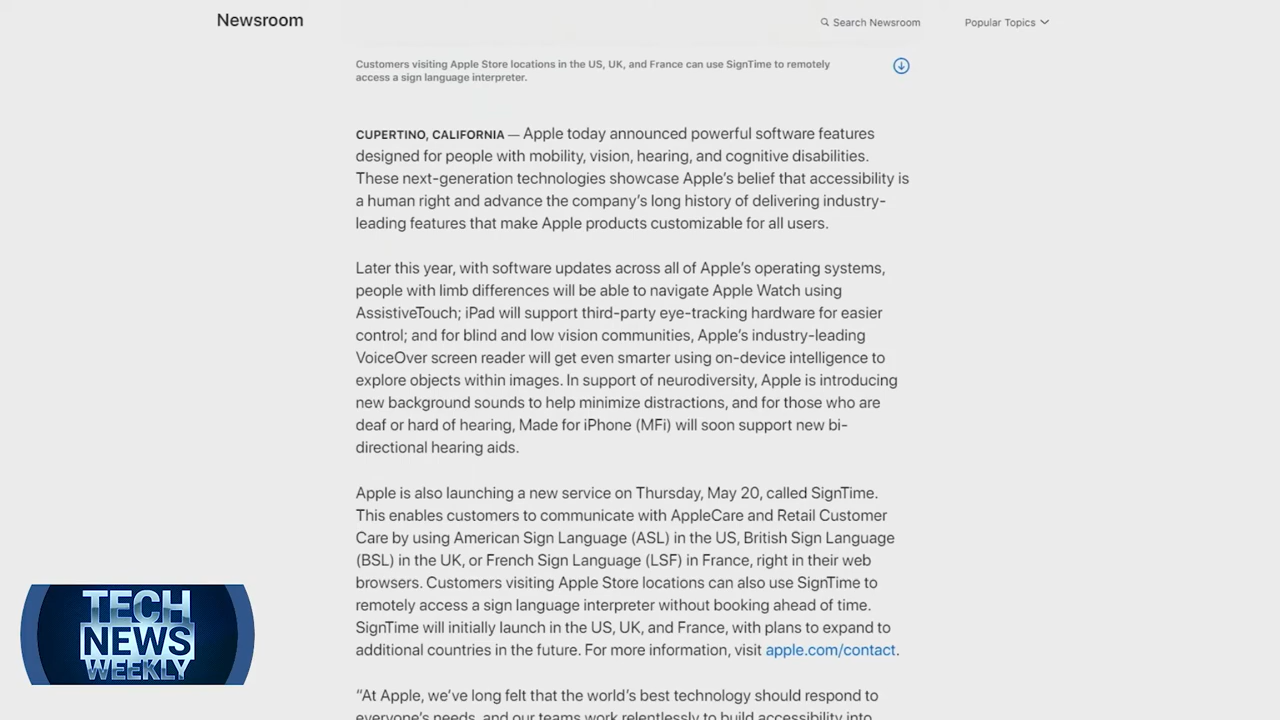 Newsroom
Search Newsroom
Popular Topics
Customers visiting Apple Store locations in the US, UK, and France can use SignTime to remotely
access a sign language interpreter.
CUPERTINO, CALIFORNIA — Apple today announced powerful software features
designed for people with mobility, vision, hearing, and cognitive disabilities.
These next-generation technologies showcase Apple’s belief that accessibility is
a human right and advance the company’s long history of delivering industry-
leading features that make Apple products customizable for all users.
Later this year, with software updates across all of Apple’s operating systems,
people with limb differences will be able to navigate Apple Watch using
AssistiveTouch; iPad will support third-party eye-tracking hardware for easier
control; and for blind and low vision communities, Apple’s industry-leading
VoiceOver screen reader will get even smarter using on-device intelligence to
explore objects within images. In support of neurodiversity, Apple is introducing
new background sounds to help minimize distractions, and for those who are
deaf or hard of hearing, Made for iPhone (MFi) will soon support new bi-
directional hearing aids.
Apple is also launching a new service on Thursday, May 20, called SignTime.
This enables customers to communicate with AppleCare and Retail Customer
Care by using American Sign Language (ASL) in the US, British Sign Language
(BSL) in the UK, or French Sign Language (LSF) in France, right in their web
browsers. Customers visiting Apple Store locations can also use SignTime to
remotely access a sign language interpreter without booking ahead of time.
SignTime will initially launch in the US, UK, and France, with plans to expand to
additional countries in the future. For more information, visit apple.com/contact.
“At Apple, we’ve long felt that the world’s best technology should respond to
everyone’s needs, and our teams work relentlessly to build accessibility into
TECH
NEWS
WEEKLY